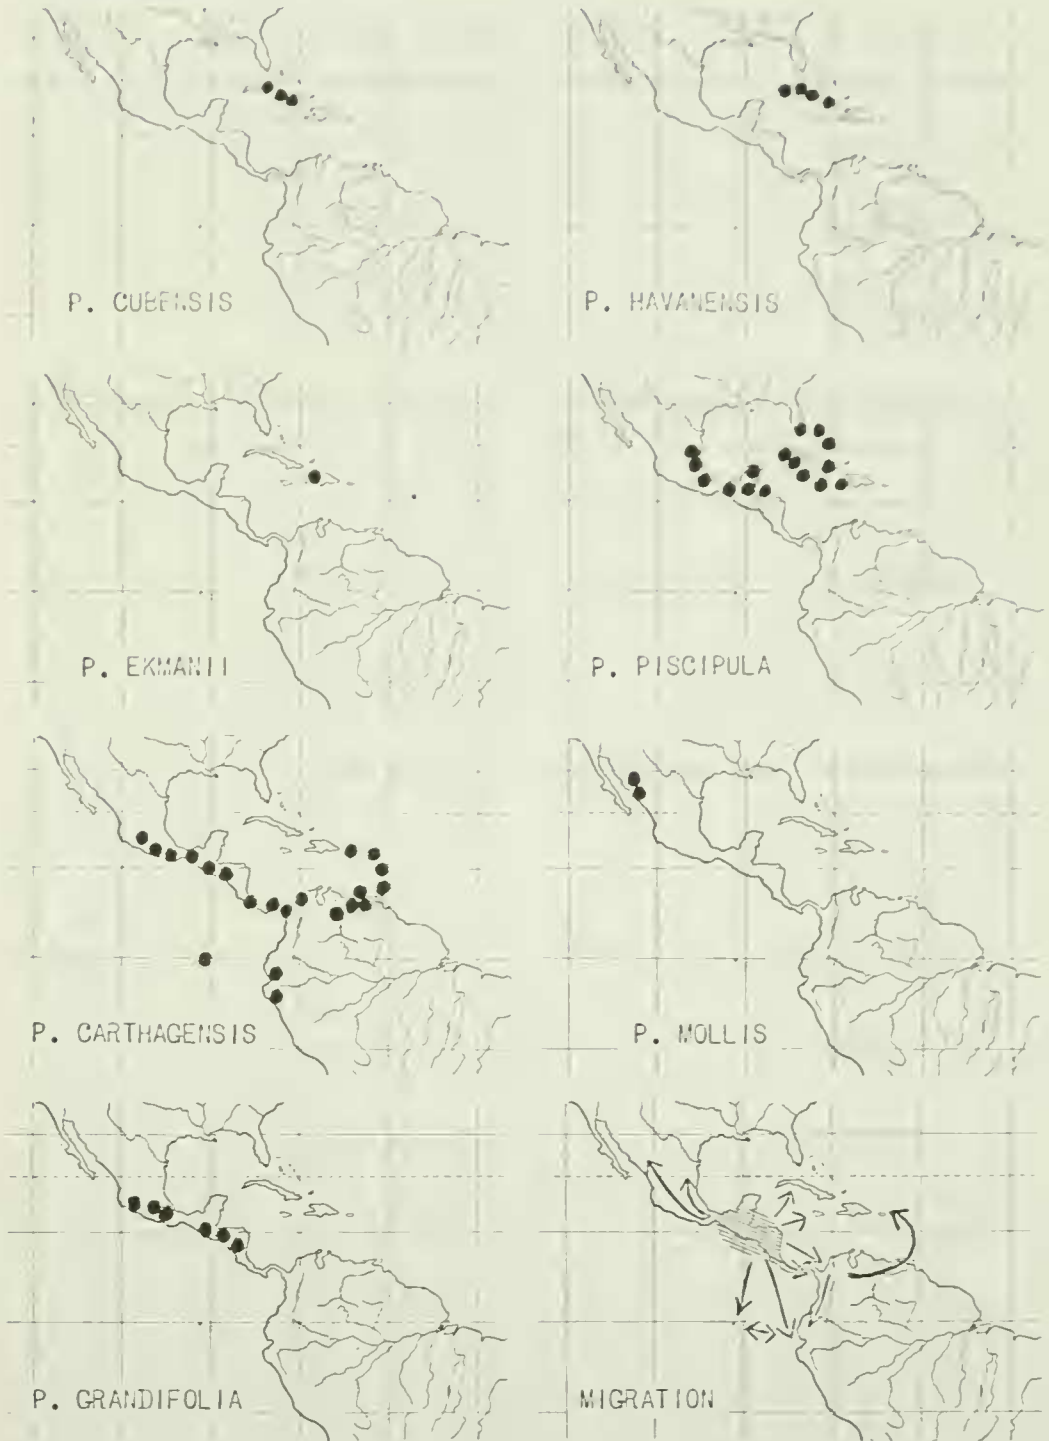 P. CUBENSIS
P. HAVANENSIS
P. EKMANII
P. PISCIPULA
P. CARTHAGENSIS
P. MOLLIS
P. GRANDIFOLIA
MIGRATION